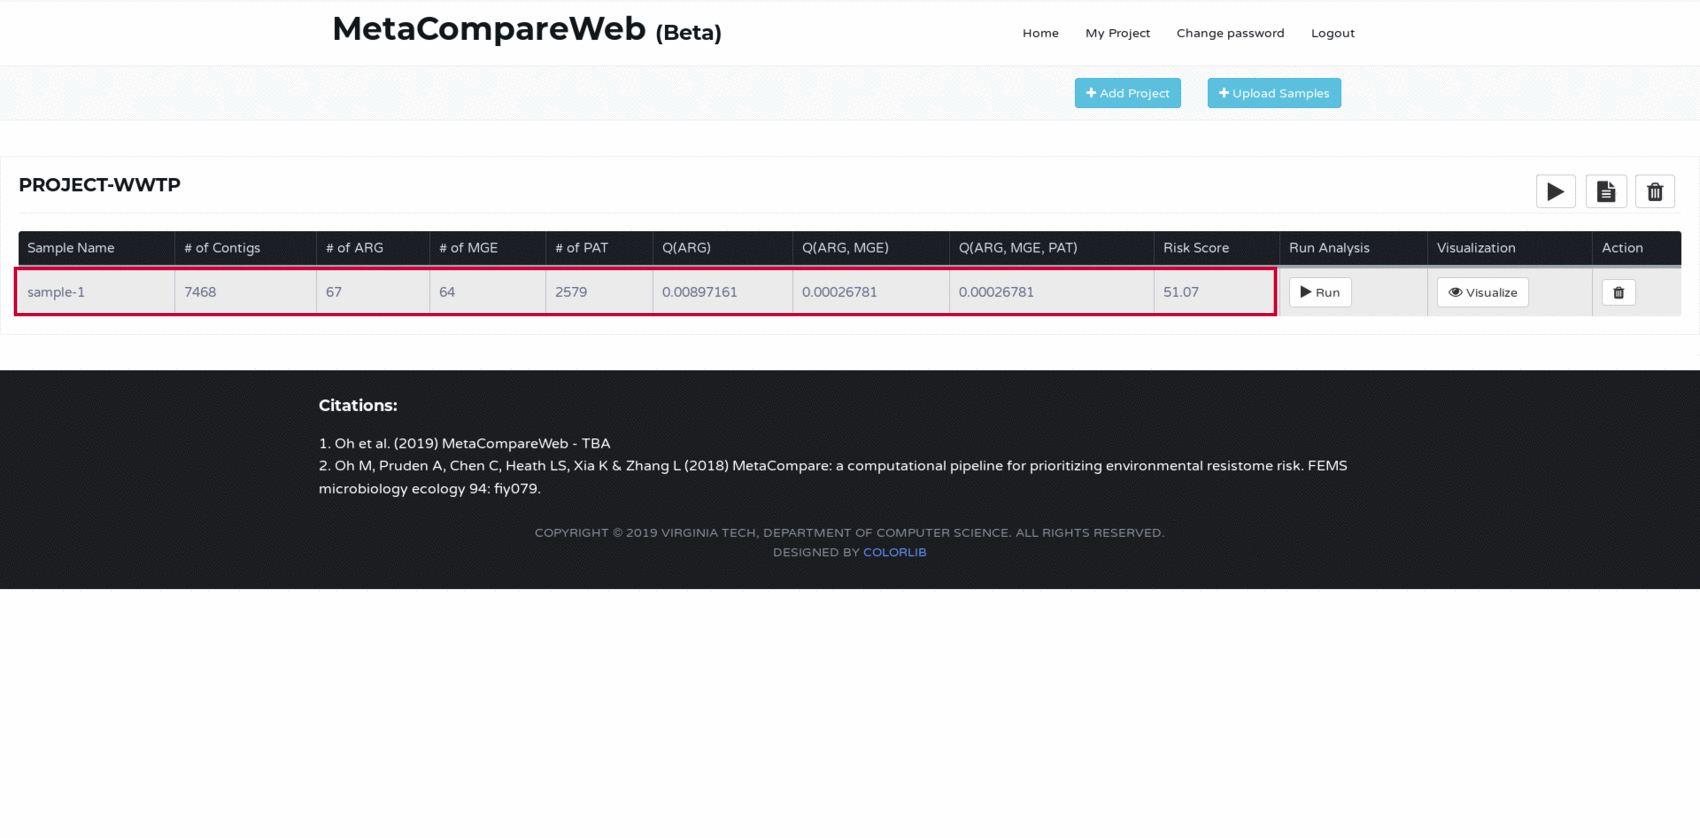 MetaCompareWeb (Beta)
Home My Project Change password Logout
Add Project Upload Samples
PROJECT-WWTP
Sample Name # of Contigs # of ARG # of MGE # of PAT Q(ARG) Q(ARG, MGE) Q(ARG, MGE, PAT) Risk Score Run Analysis Visualization Action
sample-1 7468 67 64 2579 0.00897161 0.00026781 0.00026781 51.07 Run Visualize
Citations:
1. Oh et al. (2019) MetaCompareWeb - TBA
2. Oh M, Pruden A, Chen C, Heath LS, Xia K & Zhang L (2018) MetaCompare: a computational pipeline for prioritizing environmental resistome risk. FEMS
microbiology ecology 94: fiy079.
COPYRIGHT © 2019 VIRGINIA TECH, DEPARTMENT OF COMPUTER SCIENCE. ALL RIGHTS RESERVED.
DESIGNED BY COLORLIB